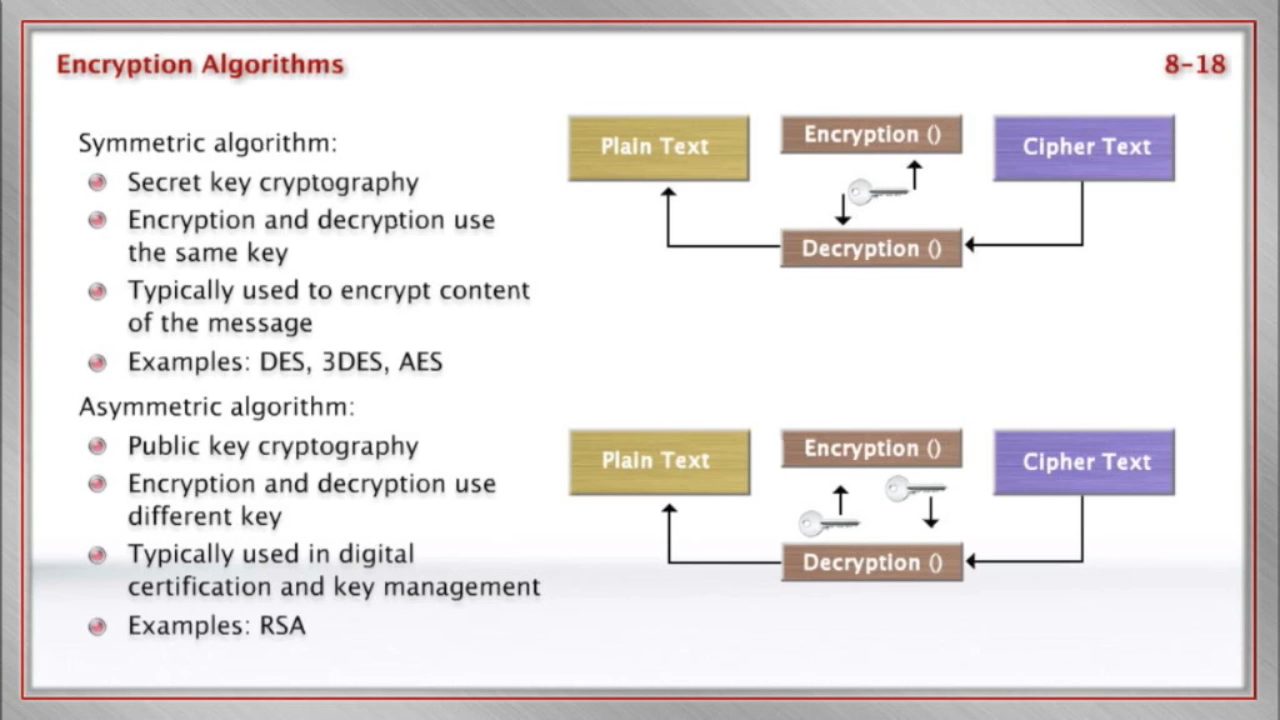 Encryption Algorithms
8-18
Symmetric algorithm:
Secret key cryptography
Encryption and decryption use
the same key
Typically used to encrypt content
of the message
Examples: DES, 3DES, AES
Asymmetric algorithm:
Public key cryptography
Encryption and decryption use
different key
Typically used in digital
certification and key management
Examples: RSA
Plain Text
Encryption ()
Cipher Text
Decryption ()
Plain Text
Encryption ()
Cipher Text
Decryption ()